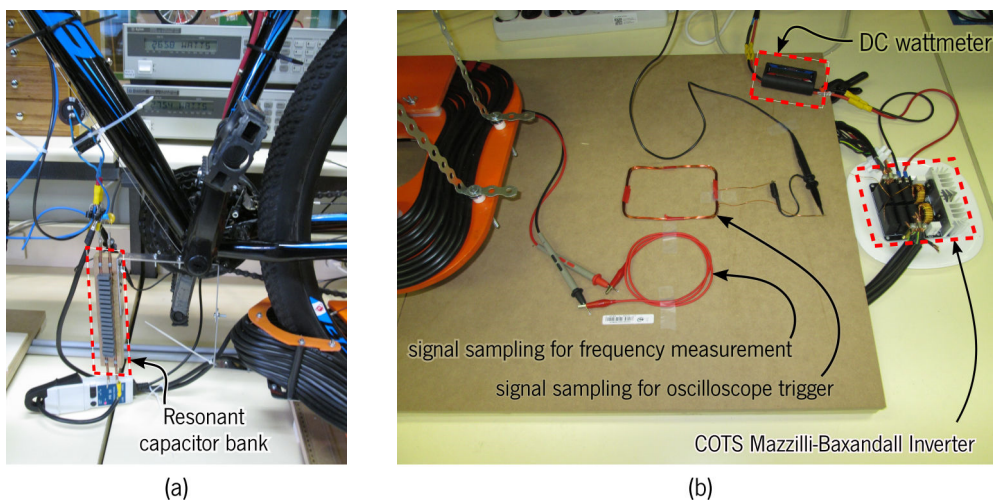 Resonant
capacitor bank
(a)
DC wattmeter
signal sampling for frequency measurement
signal sampling for oscilloscope trigger
COTS Mazzilli-Baxandall Inverter
(b)